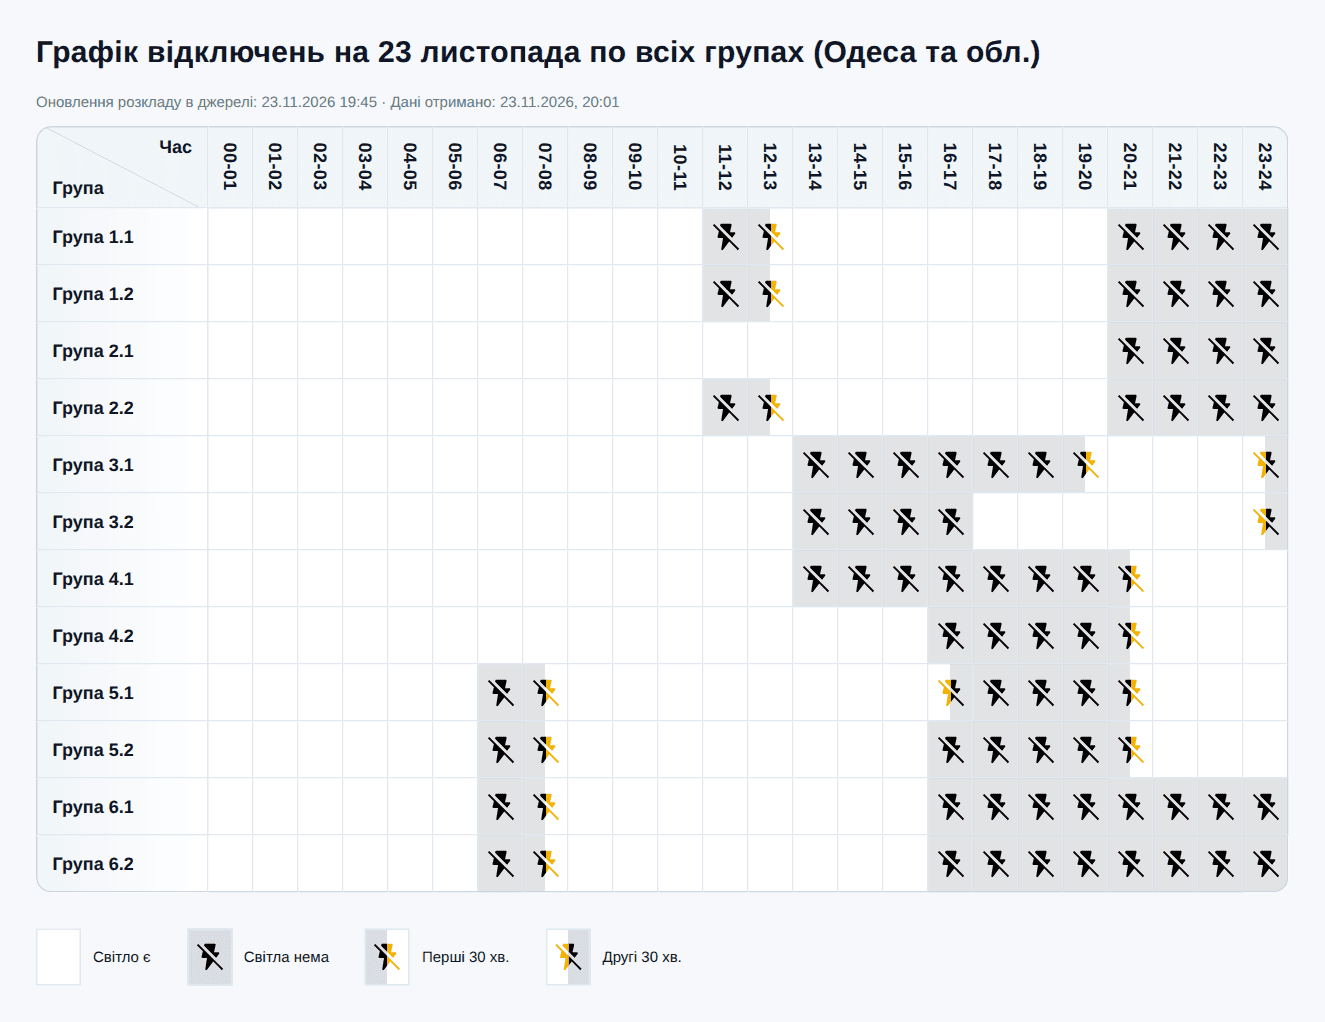 Графік відключень на 23 листопада по всіх групах (Одеса та обл.)
Оновлення розкладу в джерелі: 23.11.2026 19:45 · Дані отримано: 23.11.2026, 20:01
Час
Група
00-01 01-02 02-03 03-04 04-05 05-06 06-07 07-08 08-09 09-10 10-11 11-12 12-13 13-14 14-15 15-16 16-17 17-18 18-19 19-20 20-21 21-22 22-23 23-24
Група 1.1
Група 1.2
Група 2.1
Група 2.2
Група 3.1
Група 3.2
Група 4.1
Група 4.2
Група 5.1
Група 5.2
Група 6.1
Група 6.2
Світло є Світла нема Перші 30 хв. Другі 30 хв.